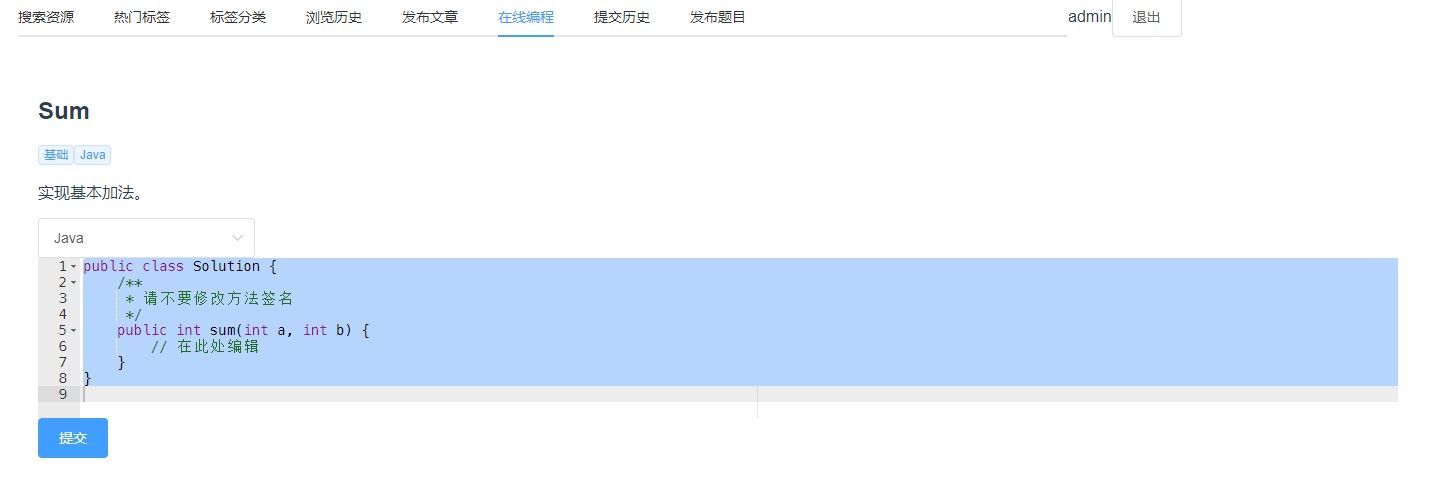 搜索资源 热门标签 标签分类 浏览历史 发布文章 在线编程 提交历史 发布题目 admin 退出
Sum
基础 Java
实现基本加法。
Java
1 public class Solution {
2 /**
3 * 请不要修改方法签名
4 */
5 public int sum(int a, int b) {
6 // 在此处编辑
7 }
8 }
9
提交